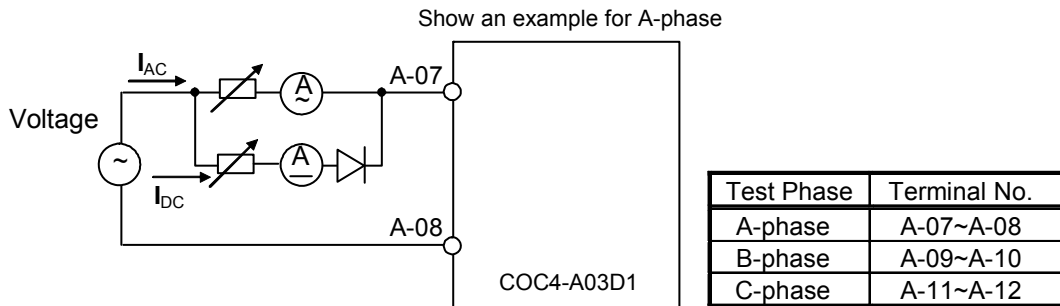 Show an example for A-phase
IAC
A
~
A-07
Voltage
~
A
IDC
A-08
COC4-A03D1
Test Phase Terminal No.
A-phase A-07~A-08
B-phase A-09~A-10
C-phase A-11~A-12